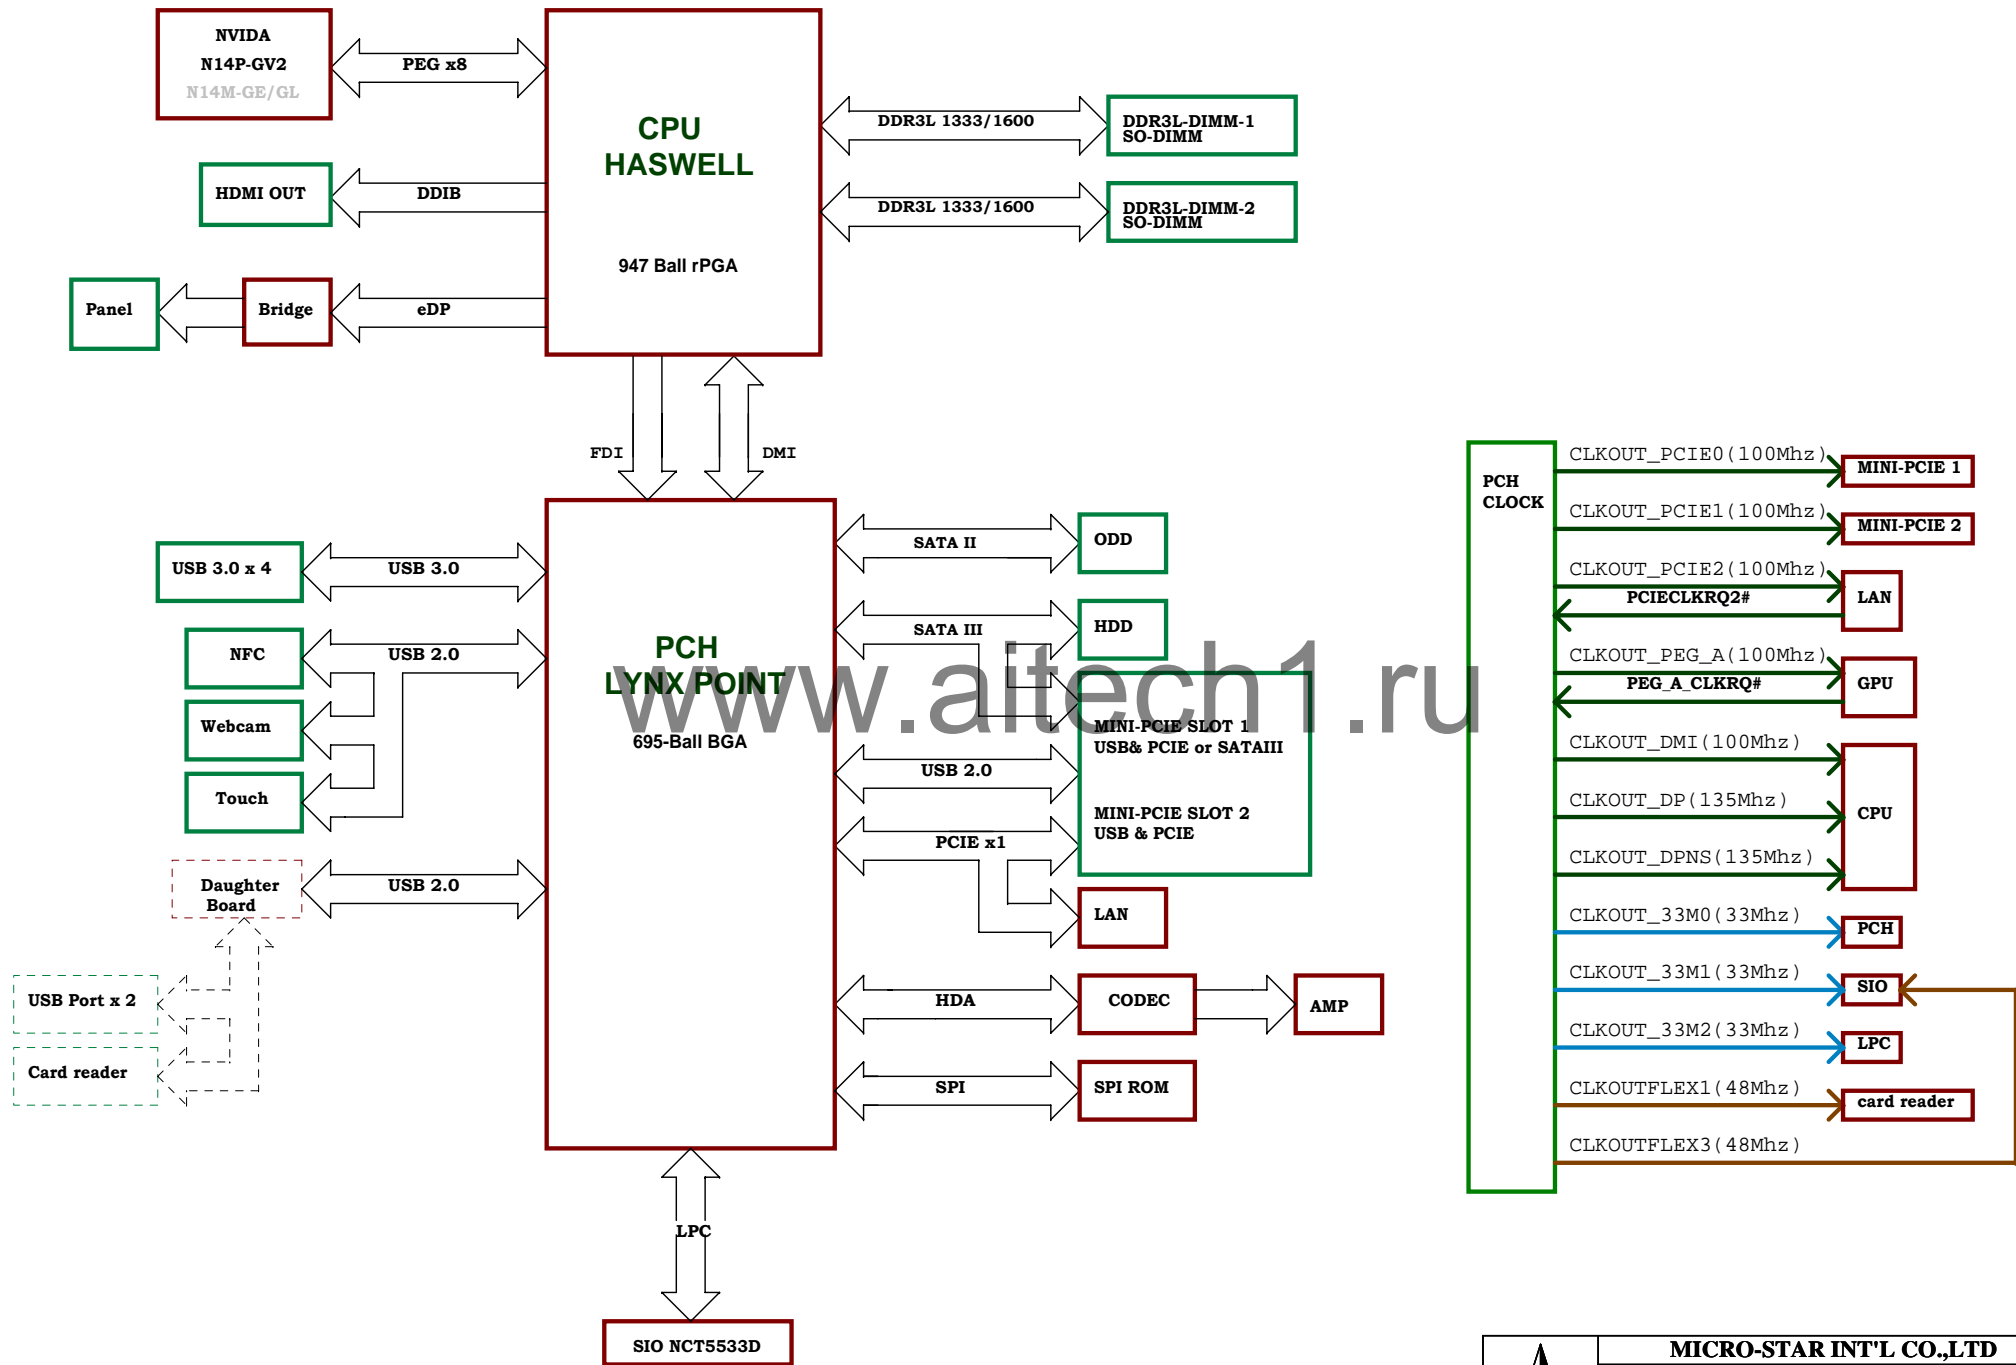 NVIDA
N14P-GV2
N14M-GE/GL
PEG x8
CPU
HASWELL
947 Ball rPGA
DDR3L 1333/1600
DDR3L-DIMM-1
SO-DIMM
HDMI OUT
DDIB
DDR3L 1333/1600
DDR3L-DIMM-2
SO-DIMM
Panel
Bridge
eDP
FDI
DMI
USB 3.0 x 4
USB 3.0
PCH
LYNX POINT
695-Ball BGA
SATA II
ODD
NFC
USB 2.0
SATA III
HDD
www.aitech1.ru
Webcam
Touch
MINI-PCIE SLOT 1
USB& PCIE or SATAIII
USB 2.0
MINI-PCIE SLOT 2
USB & PCIE
PCIE x1
Daughter
Board
USB 2.0
LAN
USB Port x 2
HDA
CODEC
AMP
Card reader
SPI
SPI ROM
LPC
SIO NCT5533D
PCH
CLOCK
CLKOUT_PCIE0(100Mhz)
MINI-PCIE 1
CLKOUT_PCIE1(100Mhz)
MINI-PCIE 2
CLKOUT_PCIE2(100Mhz)
PCIECLKRQ2#
LAN
CLKOUT_PEG_A(100Mhz)
PEG_A_CLKRQ#
GPU
CLKOUT_DMI(100Mhz)
CLKOUT_DP(135Mhz)
CPU
CLKOUT_DPNS(135Mhz)
CLKOUT_33M0(33Mhz)
PCH
CLKOUT_33M1(33Mhz)
SIO
CLKOUT_33M2(33Mhz)
LPC
CLKOUTFLEX1(48Mhz)
card reader
CLKOUTFLEX3(48Mhz)
MICRO-STAR INT'L CO.,LTD